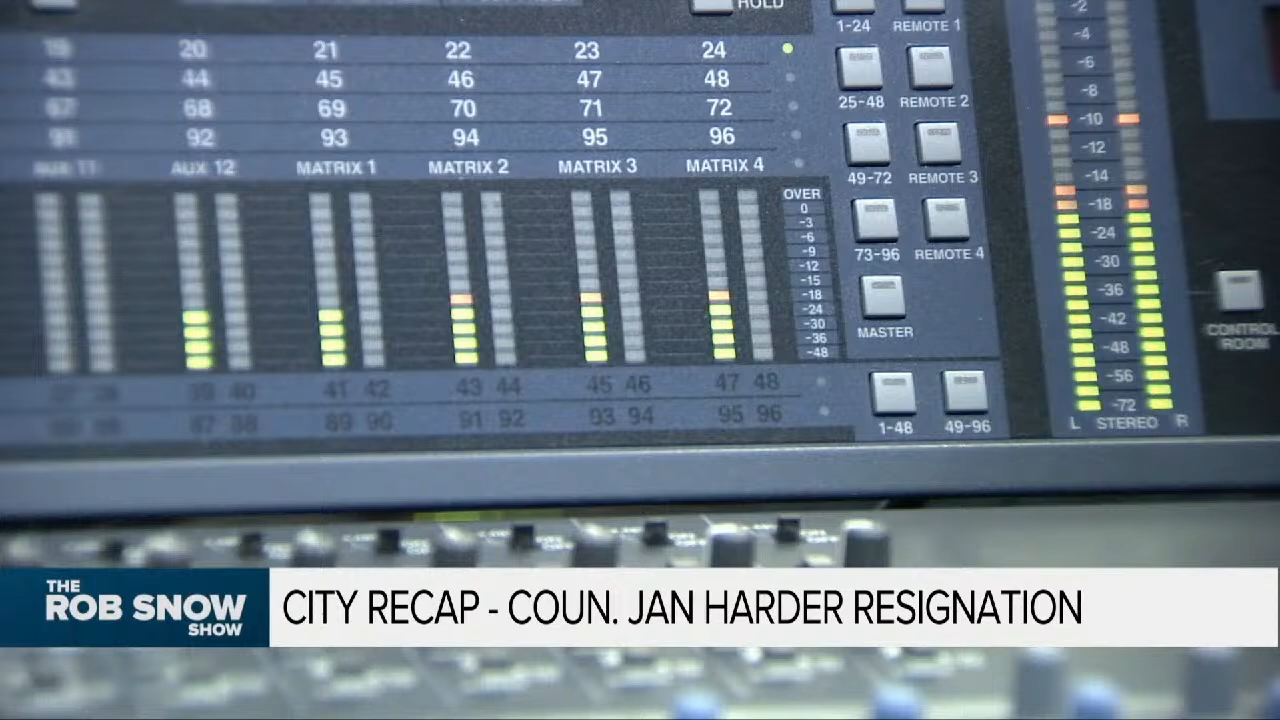 HOLD
19 20 21 22 23 24
43 44 45 46 47 48
67 68 69 70 71 72
91 92 93 94 95 96
AUX 11 AUX 12 MATRIX 1 MATRIX 2 MATRIX 3 MATRIX 4
OVER
0
-3
-6
-9
-12
-15
-18
-24
-30
-36
-48
39 40 41 42 43 44 45 46 47 48
87 88 89 90 91 92 93 94 95 96
1-24 REMOTE 1
25-48 REMOTE 2
49-72 REMOTE 3
73-96 REMOTE 4
MASTER
1-48 49-96
-2
-4
-6
-8
-10
-12
-14
-18
-24
-30
-36
-42
-48
-56
-72
L STEREO R
CONTROL
ROOM
THE
ROB SNOW
SHOW
CITY RECAP - COUN. JAN HARDER RESIGNATION